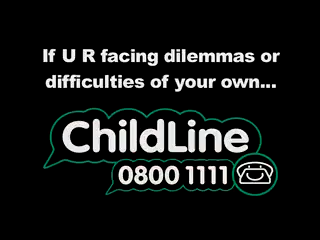 If U R facing dilemmas or
difficulties of your own...
ChildLine
0800 1111